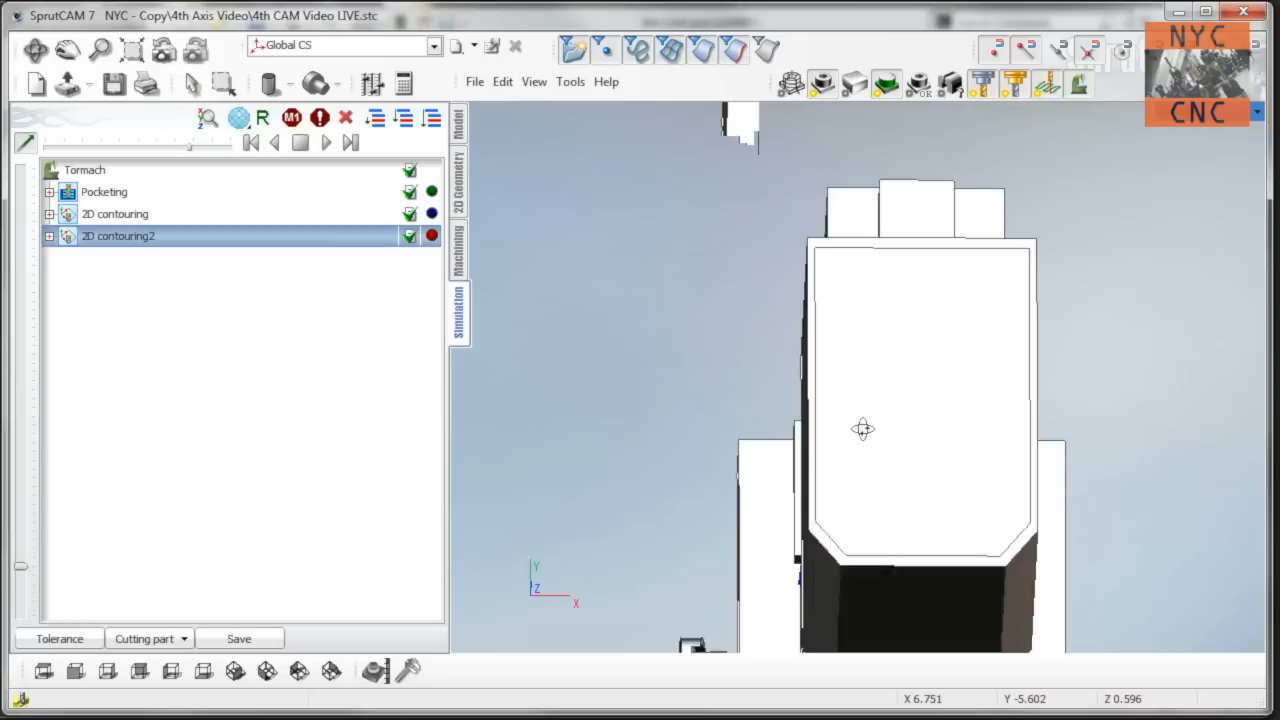 SprutCAM 7 NYC - Copy\4th Axis Video\4th CAM Video LIVE.stc
NYC
CNC
Global CS
File Edit View Tools Help
OK
R M1
Model
2D Geometry
Machining
Simulation
Tormach
Pocketing
2D contouring
2D contouring2
Y
Z
X
Tolerance Cutting part Save
X 6.751 Y -5.602 Z 0.596